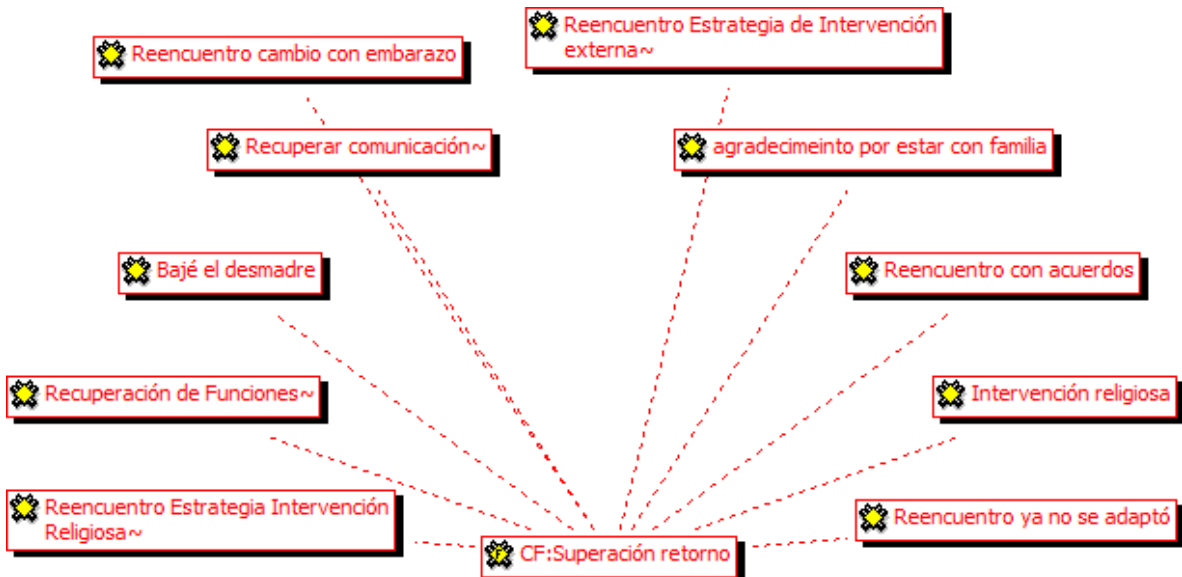 Reencuentro Estrategia de Intervención
externa~
Reencuentro cambio con embarazo
Recuperar comunicación~
agradecimeinto por estar con familia
Bajé el desmadre
Reencuentro con acuerdos
Recuperación de Funciones~
Intervención religiosa
Reencuentro Estrategia Intervención
Religiosa~
Reencuentro ya no se adaptó
CF:Superación retorno